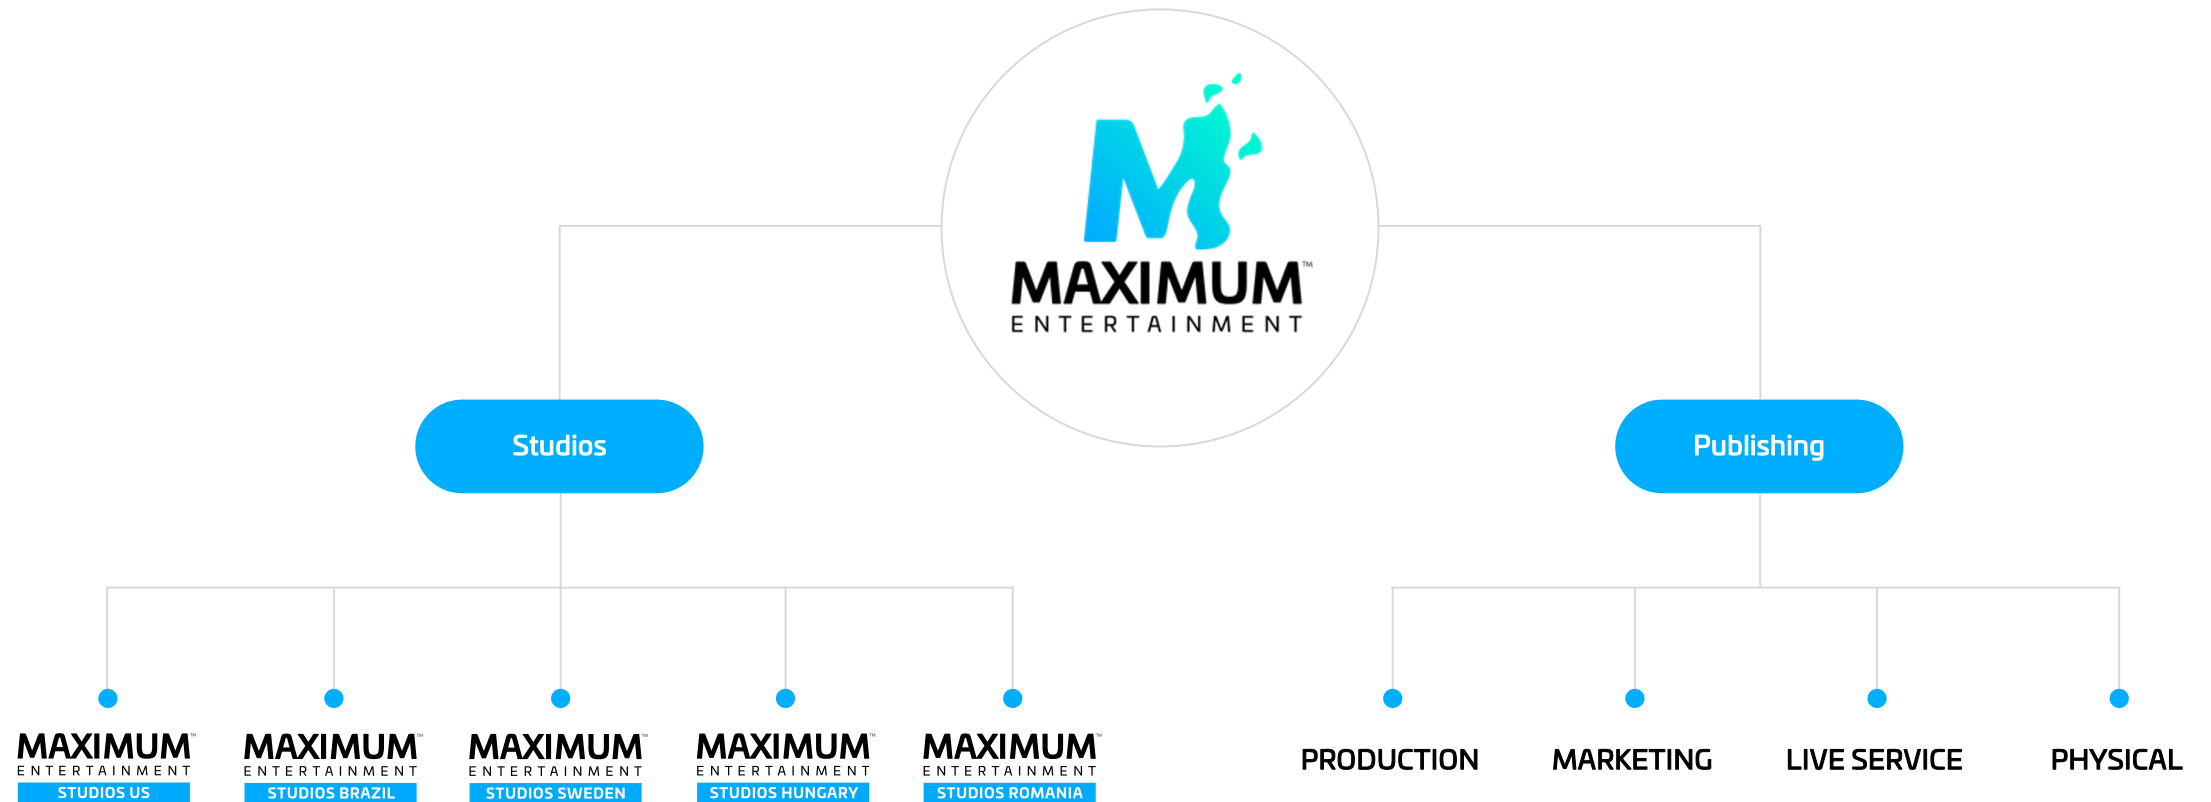 MAXIMUM™
ENTERTAINMENT
Studios
Publishing
MAXIMUM™
ENTERTAINMENT
STUDIOS US
MAXIMUM™
ENTERTAINMENT
STUDIOS BRAZIL
MAXIMUM™
ENTERTAINMENT
STUDIOS SWEDEN
MAXIMUM™
ENTERTAINMENT
STUDIOS HUNGARY
MAXIMUM™
ENTERTAINMENT
STUDIOS ROMANIA
PRODUCTION
MARKETING
LIVE SERVICE
PHYSICAL